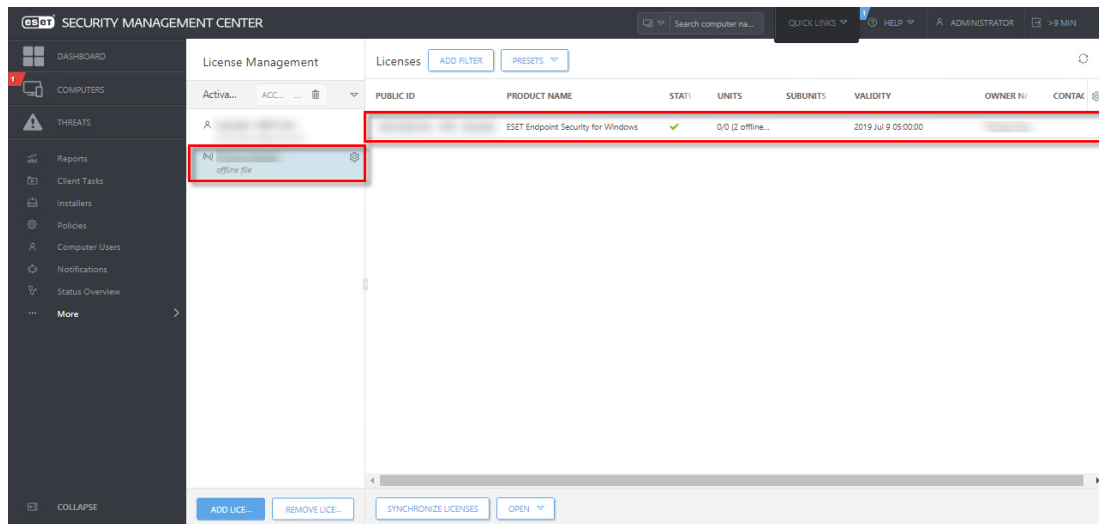 eset SECURITY MANAGEMENT CENTER
Search computer na...
QUICK LINKS
1
HELP
ADMINISTRATOR
>9 MIN
DASHBOARD
1
COMPUTERS
THREATS
Reports
Client Tasks
Installers
Policies
Computer Users
Notifications
Status Overview
... More
COLLAPSE
License Management
Activa... ACC... ...
offline file
ADD LICE... REMOVE LICE...
Licenses ADD FILTER PRESETS
PUBLIC ID PRODUCT NAME STATI UNITS SUBUNITS VALIDITY OWNER N/ CONTAC
ESET Endpoint Security for Windows 0/0 (2 offline... 2019 Jul 9 05:00:00
SYNCHRONIZE LICENSES OPEN